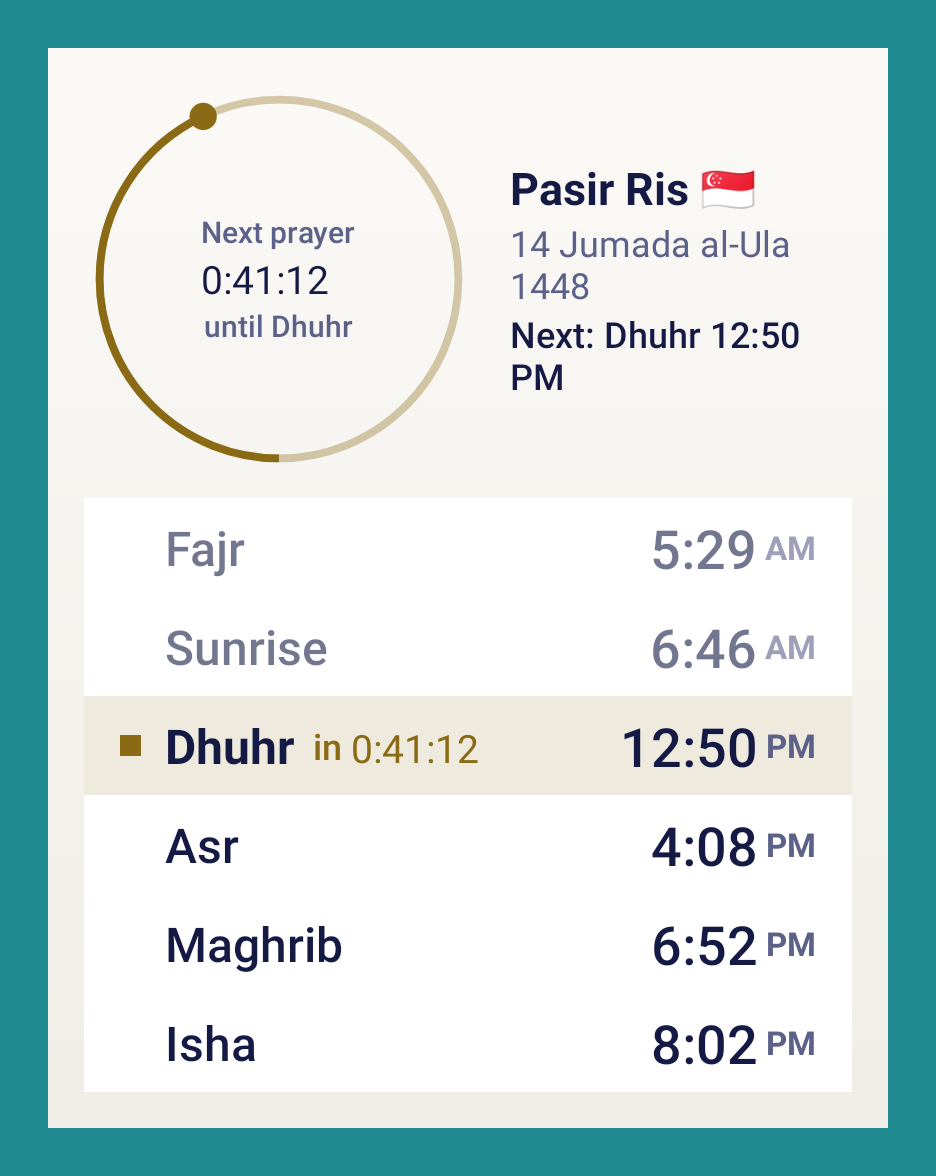 Next prayer
0:41:12
until Dhuhr
Pasir Ris 🇸🇬
14 Jumada al-Ula
1448
Next: Dhuhr 12:50
PM
Fajr 5:29 AM
Sunrise 6:46 AM
Dhuhr in 0:41:12 12:50 PM
Asr 4:08 PM
Maghrib 6:52 PM
Isha 8:02 PM